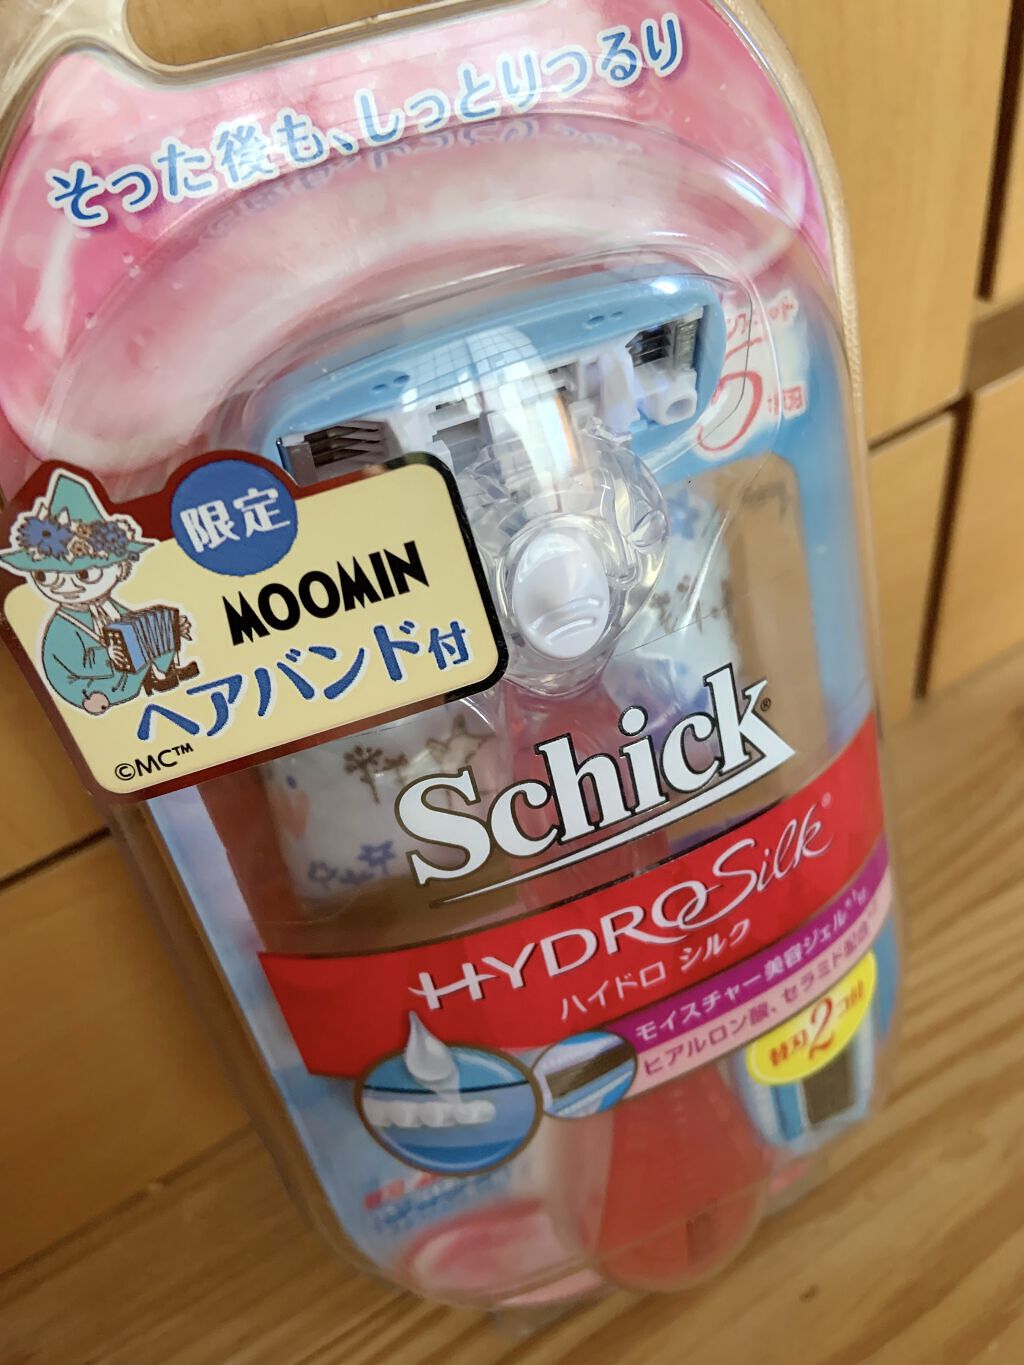 そった後も、しっとりつるり
限定
MOOMIN
ヘアバンド付
©MC™
Schick®
HYDRO Silk®
ハイドロ シルク
モイスチャー美容ジェル*¹付
ヒアルロン酸、セラミド配合
替刃2コ付